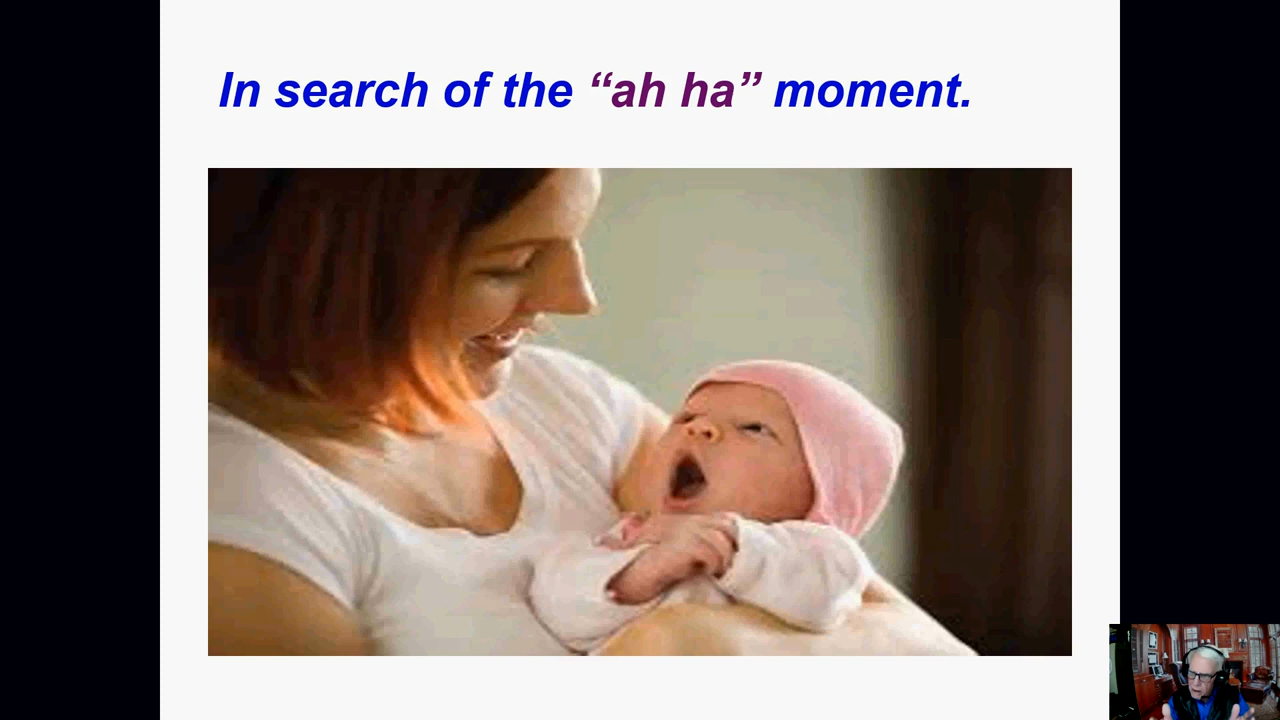 In search of the “ah ha” moment.